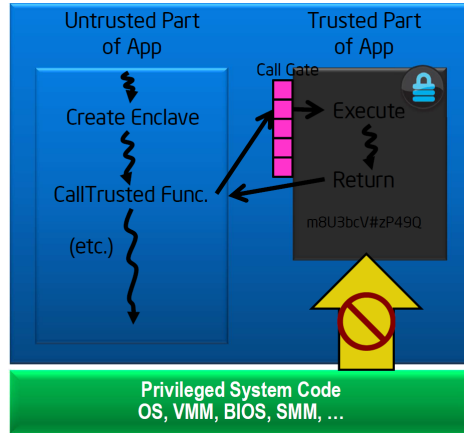 Untrusted Part
of App
Trusted Part
of App
Call Gate
Create Enclave
Execute
CallTrusted Func.
Return
(etc.)
m8U3bcV#zP49Q
Privileged System Code
OS, VMM, BIOS, SMM, ...